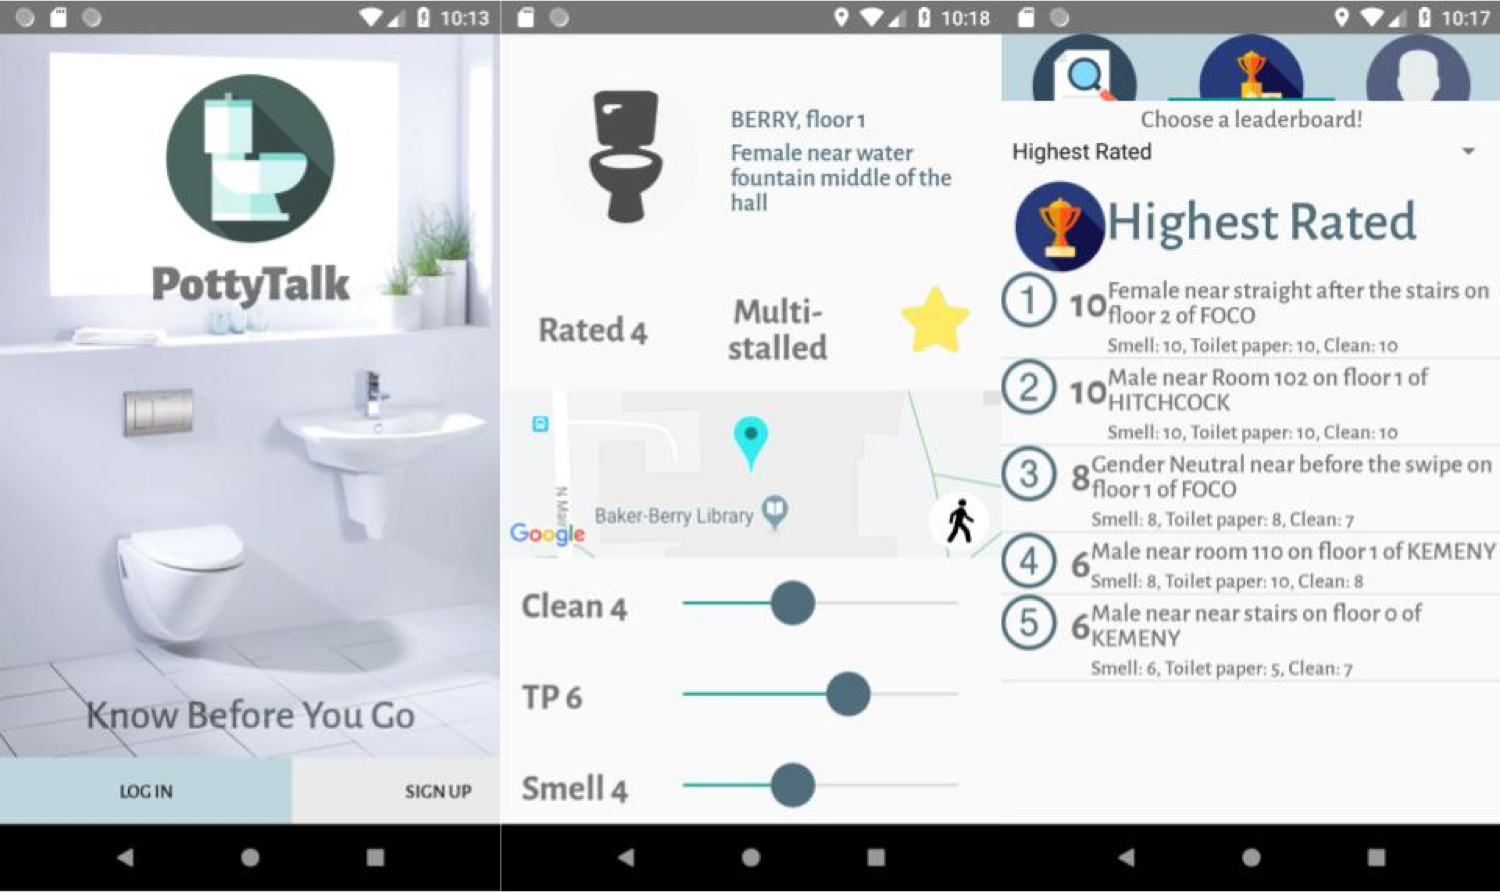 10:13
PottyTalk
Know Before You Go
LOG IN
SIGN UP
10:18
BERRY, floor 1
Female near water
fountain middle of the
hall
Rated 4
Multi-
stalled
Baker-Berry Library
Google
Clean 4
TP 6
Smell 4
10:17
Choose a leaderboard!
Highest Rated
Highest Rated
1
10
Female near straight after the stairs on
floor 2 of FOCO
Smell: 10, Toilet paper: 10, Clean: 10
2
10
Male near Room 102 on floor 1 of
HITCHCOCK
Smell: 10, Toilet paper: 10, Clean: 10
3
8
Gender Neutral near before the swipe on
floor 1 of FOCO
Smell: 8, Toilet paper: 8, Clean: 7
4
6
Male near room 110 on floor 1 of KEMENY
Smell: 8, Toilet paper: 10, Clean: 8
5
6
Male near near stairs on floor 0 of
KEMENY
Smell: 6, Toilet paper: 5, Clean: 7